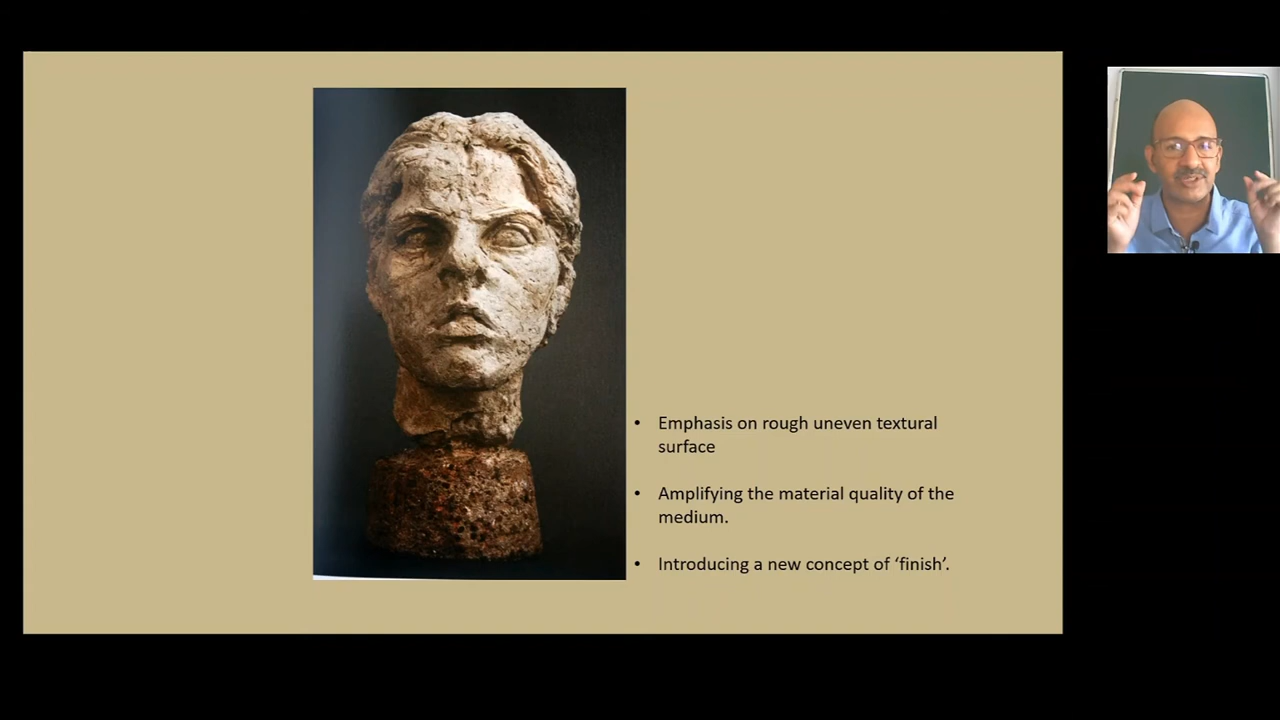 • Emphasis on rough uneven textural
surface
• Amplifying the material quality of the
medium.
• Introducing a new concept of ‘finish’.